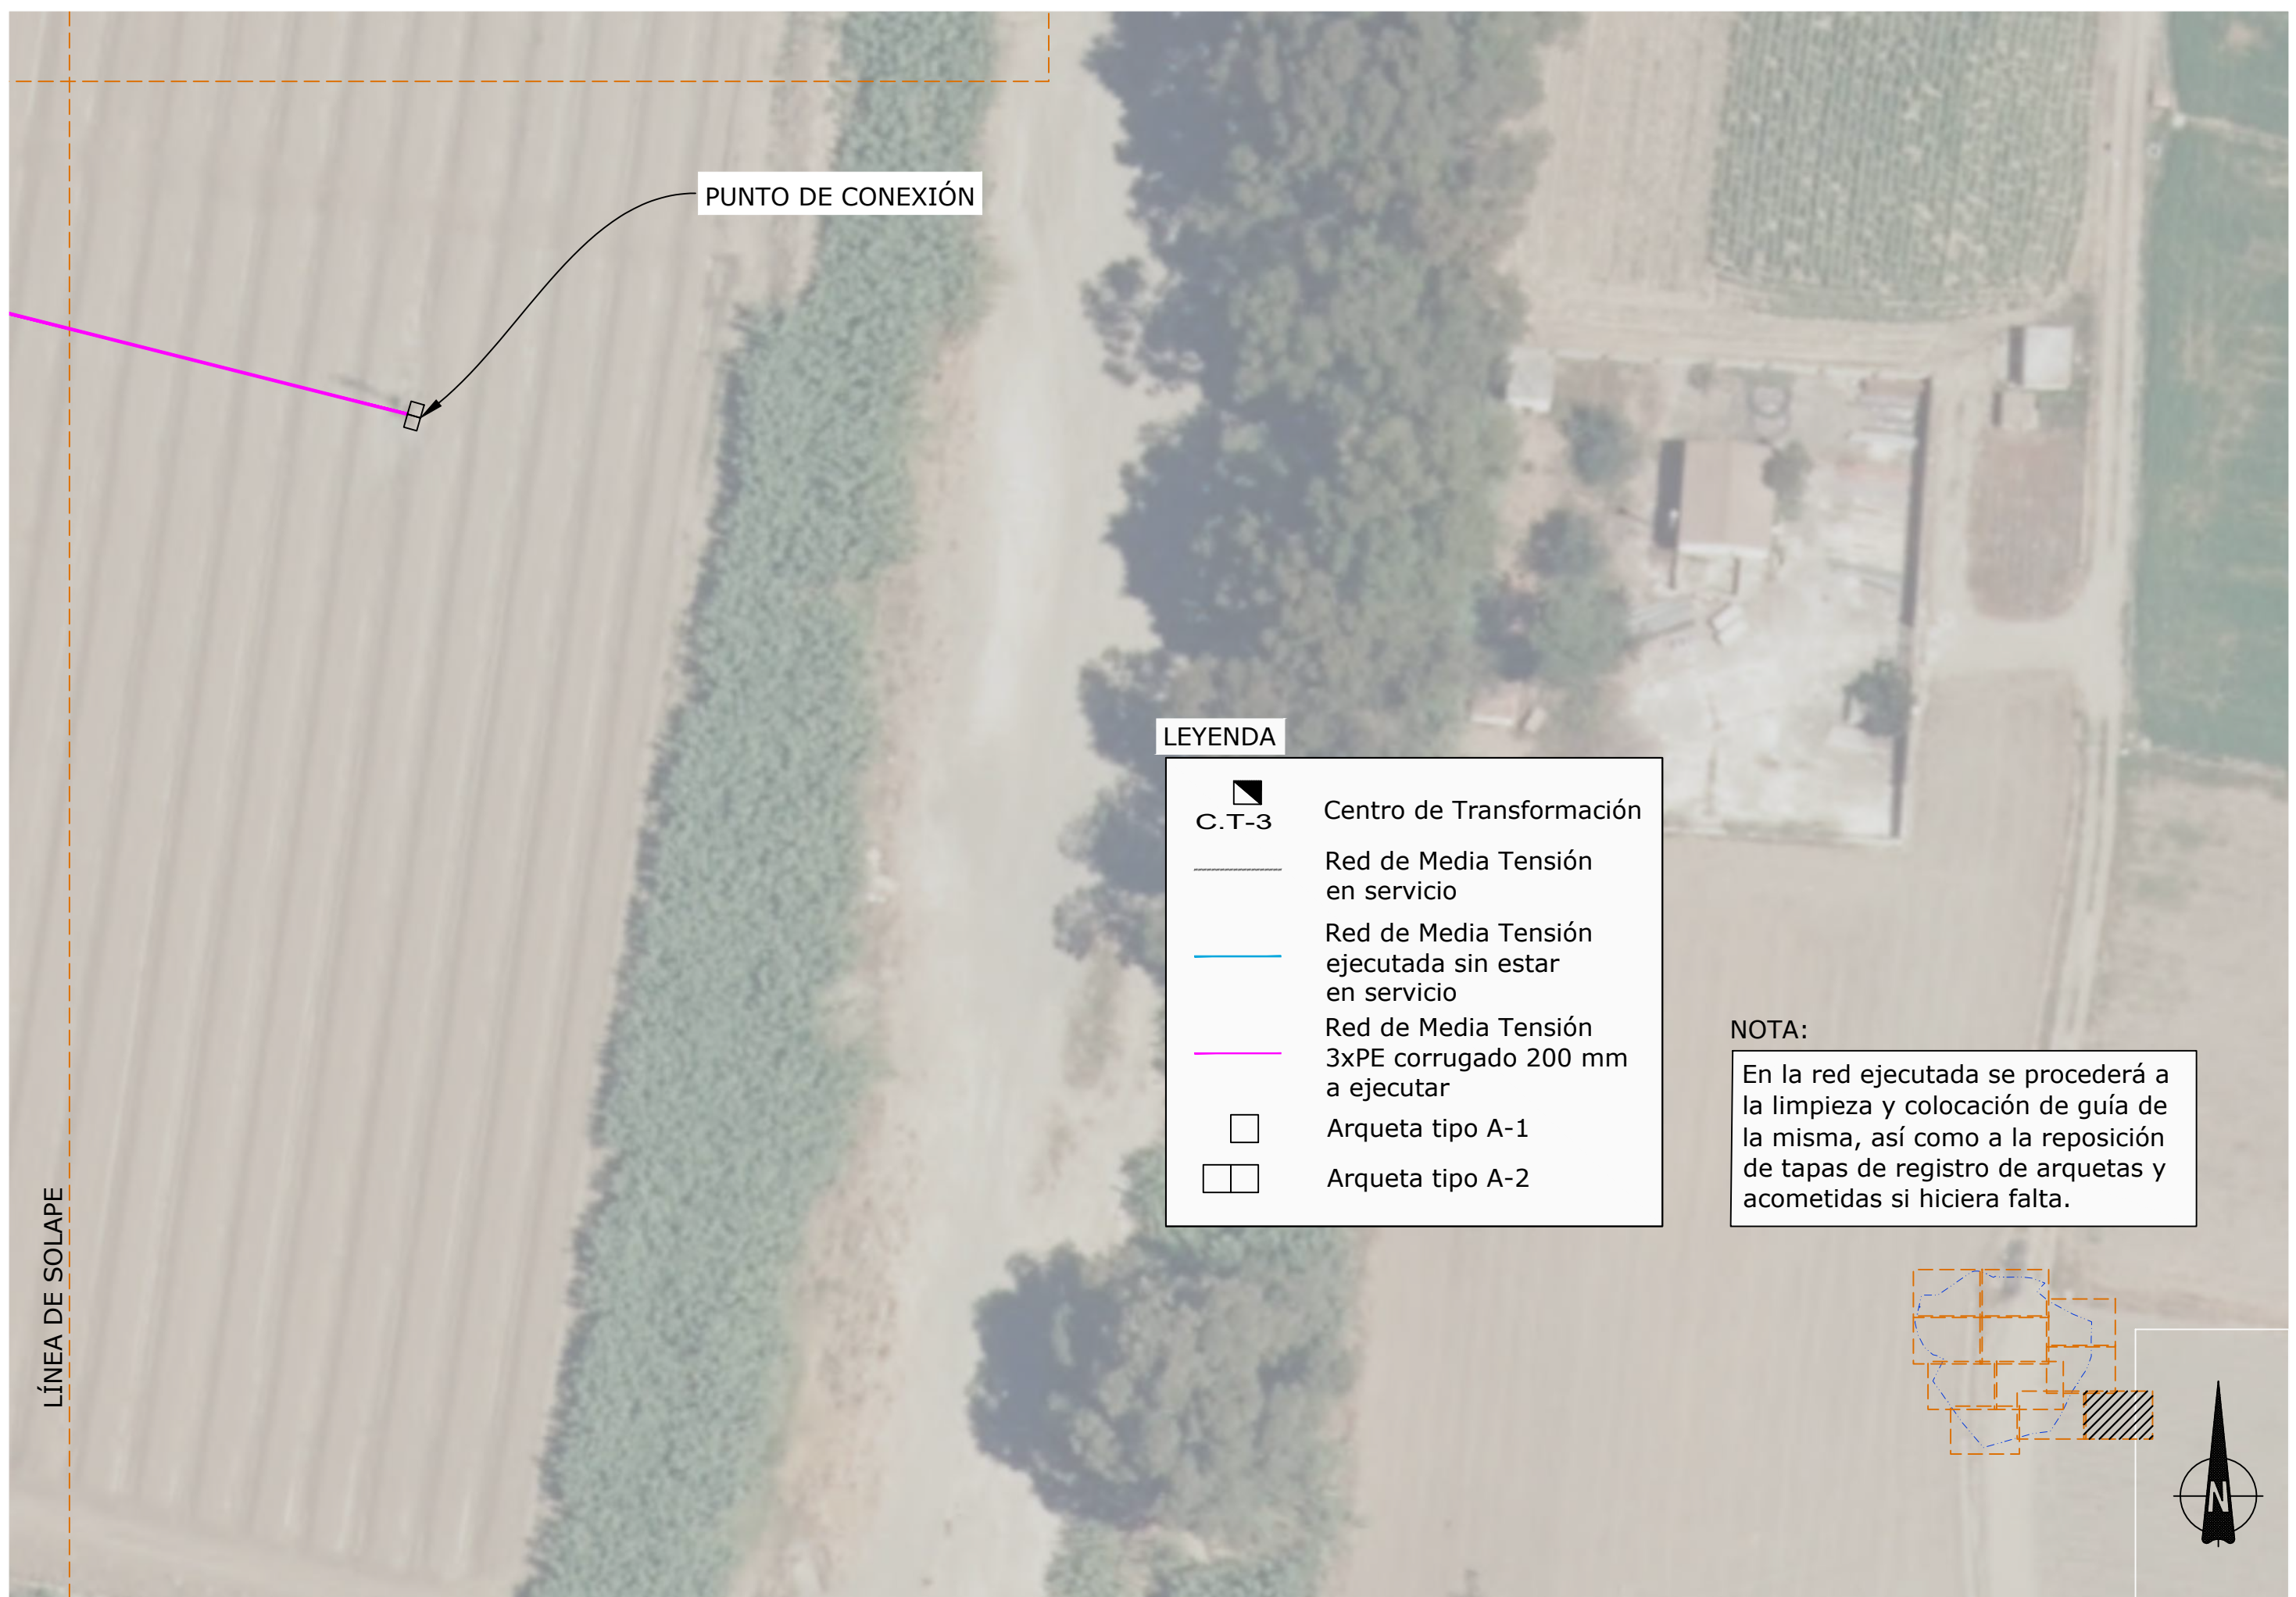 PUNTO DE CONEXIÓN
LEYENDA
C.T-3
Centro de Transformación
Red de Media Tensión
en servicio
Red de Media Tensión
ejecutada sin estar
en servicio
Red de Media Tensión
3xPE corrugado 200 mm
a ejecutar
Arqueta tipo A-1
Arqueta tipo A-2
NOTA:
En la red ejecutada se procederá a
la limpieza y colocación de guía de
la misma, así como a la reposición
de tapas de registro de arquetas y
acometidas si hiciera falta.
LÍNEA DE SOLAPE
N